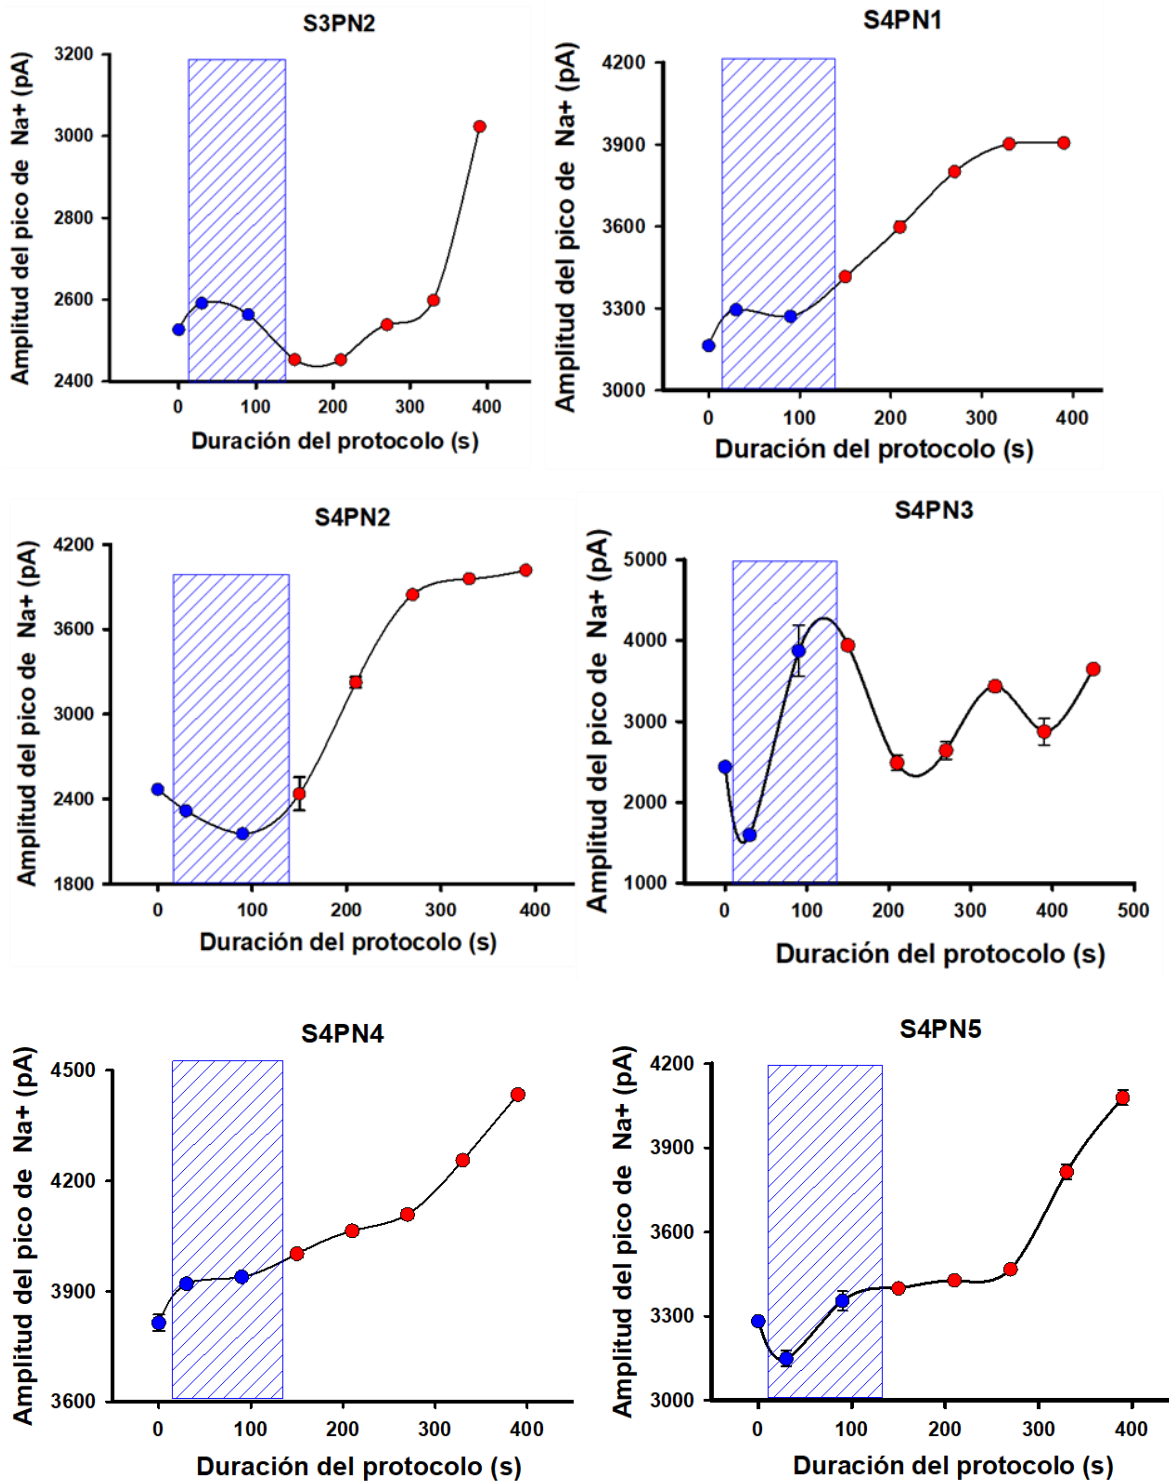 S3PN2
Amplitud del pico de Na+ (pA)
3200
3000
2800
2600
2400
0 100 200 300 400
Duración del protocolo (s)
S4PN1
Amplitud del pico de Na+ (pA)
4200
3900
3600
3300
3000
0 100 200 300 400
Duración del protocolo (s)
S4PN2
Amplitud del pico de Na+ (pA)
4200
3600
3000
2400
1800
0 100 200 300 400
Duración del protocolo (s)
S4PN3
Amplitud del pico de Na+ (pA)
5000
4000
3000
2000
1000
0 100 200 300 400 500
Duración del protocolo (s)
S4PN4
Amplitud del pico de Na+ (pA)
4500
4200
3900
3600
0 100 200 300 400
Duración del protocolo (s)
S4PN5
Amplitud del pico de Na+ (pA)
4200
3900
3600
3300
3000
0 100 200 300 400
Duración del protocolo (s)